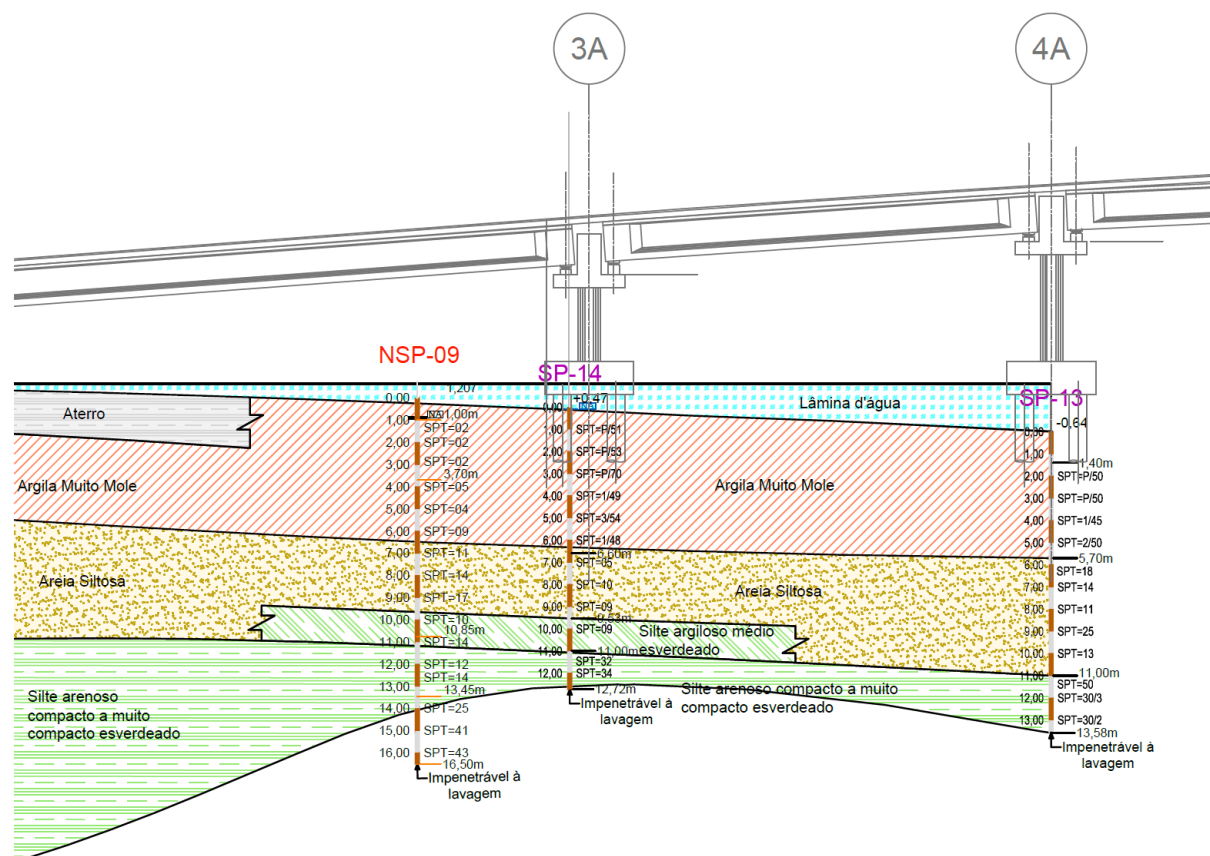 3A
4A
NSP-09
SP-14
SP-13
1,207
+0,47
-0,64
Lâmina d'água
Aterro
Argila Muito Mole
Argila Muito Mole
Areia Siltosa
Areia Siltosa
Silte argiloso médio
esverdeado
Silte arenoso
compacto a muito
compacto esverdeado
Silte arenoso compacto a muito
compacto esverdeado
0,00
1,00
1,00m
SPT=02
2,00
SPT=02
3,00
SPT=02
3,70m
4,00
SPT=05
5,00
SPT=04
6,00
SPT=09
7,00
SPT=11
8,00
SPT=14
9,00
SPT=17
10,00
SPT=10
10,85m
11,00
SPT=14
12,00
SPT=12
SPT=14
13,00
13,45m
14,00
SPT=25
15,00
SPT=41
16,00
SPT=43
16,50m
Impenetrável à
lavagem
0,00
1,00
SPT=P/51
2,00
SPT=P/53
3,00
SPT=P/70
4,00
SPT=1/49
5,00
SPT=3/54
6,00
SPT=1/48
6,60m
7,00
SPT=05
8,00
SPT=10
9,00
SPT=09
9,53m
10,00
SPT=09
11,00
11,00m
SPT=32
12,00
SPT=34
12,72m
Impenetrável à
lavagem
1,00
1,40m
2,00
SPT=P/50
3,00
SPT=P/50
4,00
SPT=1/45
5,00
SPT=2/50
5,70m
6,00
SPT=18
7,00
SPT=14
8,00
SPT=11
9,00
SPT=25
10,00
SPT=13
11,00
11,00m
SPT=50
12,00
SPT=30/3
13,00
SPT=30/2
13,58m
Impenetrável à
lavagem